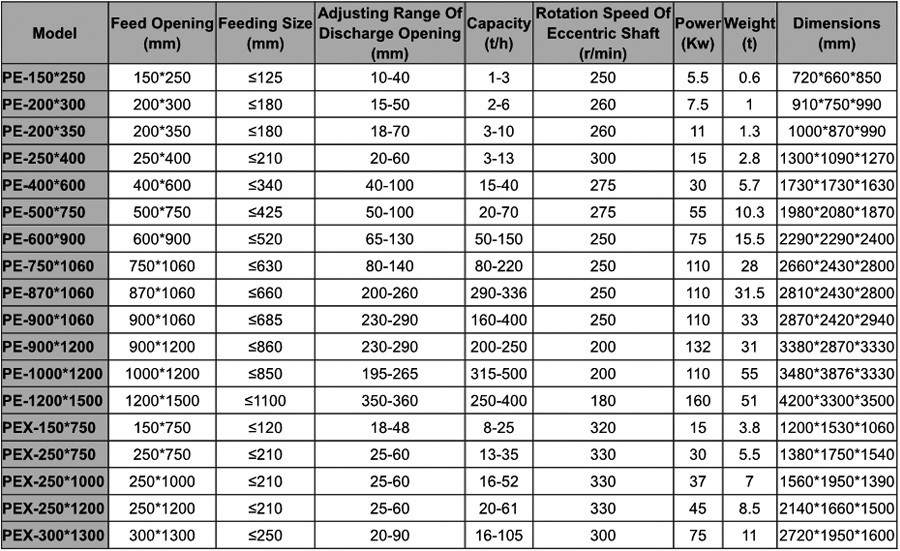 Model Feed Opening (mm) Feeding Size (mm) Adjusting Range Of Discharge Opening (mm) Capacity (t/h) Rotation Speed Of Eccentric Shaft (r/min) Power (Kw) Weight (t) Dimensions (mm)
PE-150*250 150*250 ≤125 10-40 1-3 250 5.5 0.6 720*660*850
PE-200*300 200*300 ≤180 15-50 2-6 260 7.5 1 910*750*990
PE-200*350 200*350 ≤180 18-70 3-10 260 11 1.3 1000*870*990
PE-250*400 250*400 ≤210 20-60 3-13 300 15 2.8 1300*1090*1270
PE-400*600 400*600 ≤340 40-100 15-40 275 30 5.7 1730*1730*1630
PE-500*750 500*750 ≤425 50-100 20-70 275 55 10.3 1980*2080*1870
PE-600*900 600*900 ≤520 65-130 50-150 250 75 15.5 2290*2290*2400
PE-750*1060 750*1060 ≤630 80-140 80-220 250 110 28 2660*2430*2800
PE-870*1060 870*1060 ≤660 200-260 290-336 250 110 31.5 2810*2430*2800
PE-900*1060 900*1060 ≤685 230-290 160-400 250 110 33 2870*2420*2940
PE-900*1200 900*1200 ≤860 230-290 200-250 200 132 31 3380*2870*3330
PE-1000*1200 1000*1200 ≤850 195-265 315-500 200 110 55 3480*3876*3330
PE-1200*1500 1200*1500 ≤1100 350-360 250-400 180 160 51 4200*3300*3500
PEX-150*750 150*750 ≤120 18-48 8-25 320 15 3.8 1200*1530*1060
PEX-250*750 250*750 ≤210 25-60 13-35 330 30 5.5 1380*1750*1540
PEX-250*1000 250*1000 ≤210 25-60 16-52 330 37 7 1560*1950*1390
PEX-250*1200 250*1200 ≤210 25-60 20-61 330 45 8.5 2140*1660*1500
PEX-300*1300 300*1300 ≤250 20-90 16-105 300 75 11 2720*1950*1600